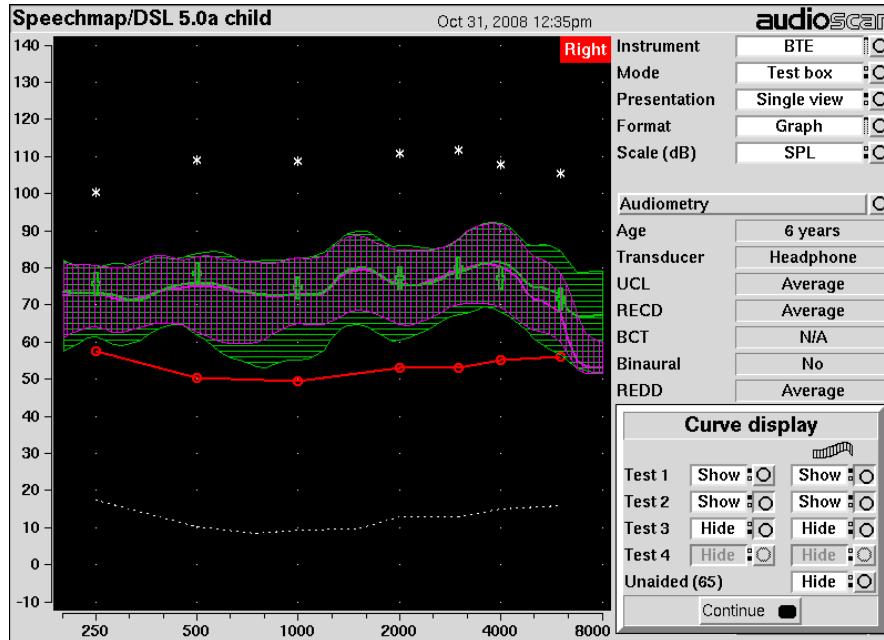 Speechmap/DSL 5.0a child
Oct 31, 2008 12:35pm
audioscan
Right
140
130
120
110
100
90
80
70
60
50
40
30
20
10
0
-10
250 500 1000 2000 4000 8000
Instrument BTE
Mode Test box
Presentation Single view
Format Graph
Scale (dB) SPL
Audiometry
Age 6 years
Transducer Headphone
UCL Average
RECD Average
BCT N/A
Binaural No
REDD Average
Curve display
Test 1 Show Show
Test 2 Show Show
Test 3 Hide Hide
Test 4 Hide Hide
Unaided (65) Hide
Continue